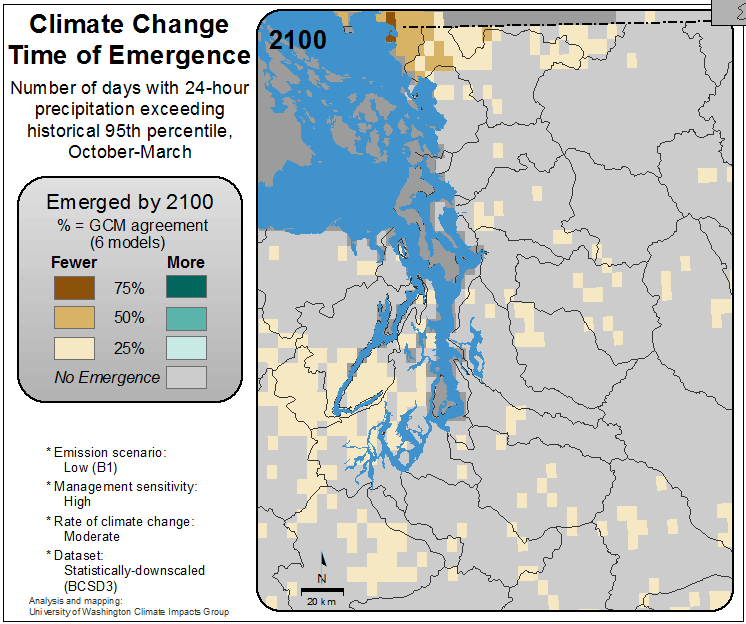 Climate Change
Time of Emergence
Number of days with 24-hour
precipitation exceeding
historical 95th percentile,
October-March
Emerged by 2100
% = GCM agreement
(6 models)
Fewer More
75%
50%
25%
No Emergence
* Emission scenario:
Low (B1)
* Management sensitivity:
High
* Rate of climate change:
Moderate
* Dataset:
Statistically-downscaled
(BCSD3)
Analysis and mapping:
University of Washington Climate Impacts Group
2100
N
20 km